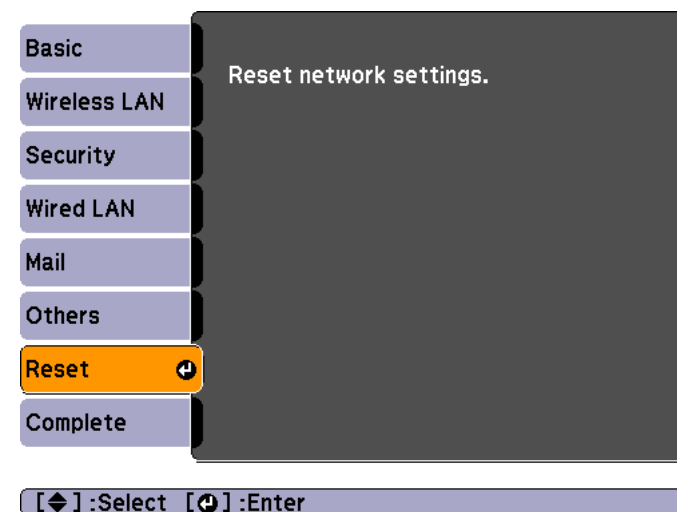 Basic
Reset network settings.
Wireless LAN
Security
Wired LAN
Mail
Others
Reset
Complete
[◆] :Select [⏎] :Enter